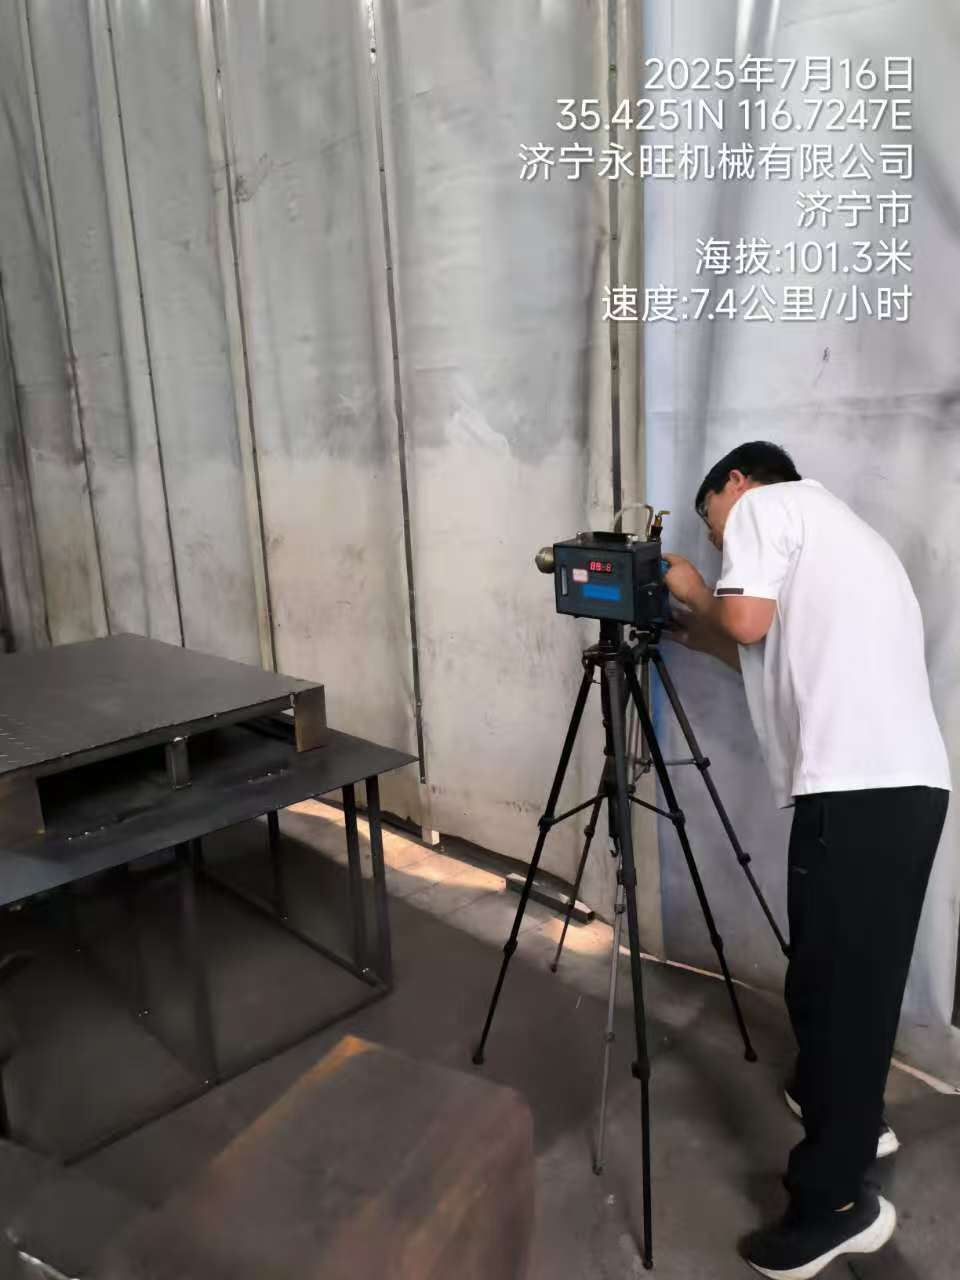 2025年7月16日
35.4251N 116.7247E
济宁永旺机械有限公司
济宁市
海拔:101.3米
速度:7.4公里/小时